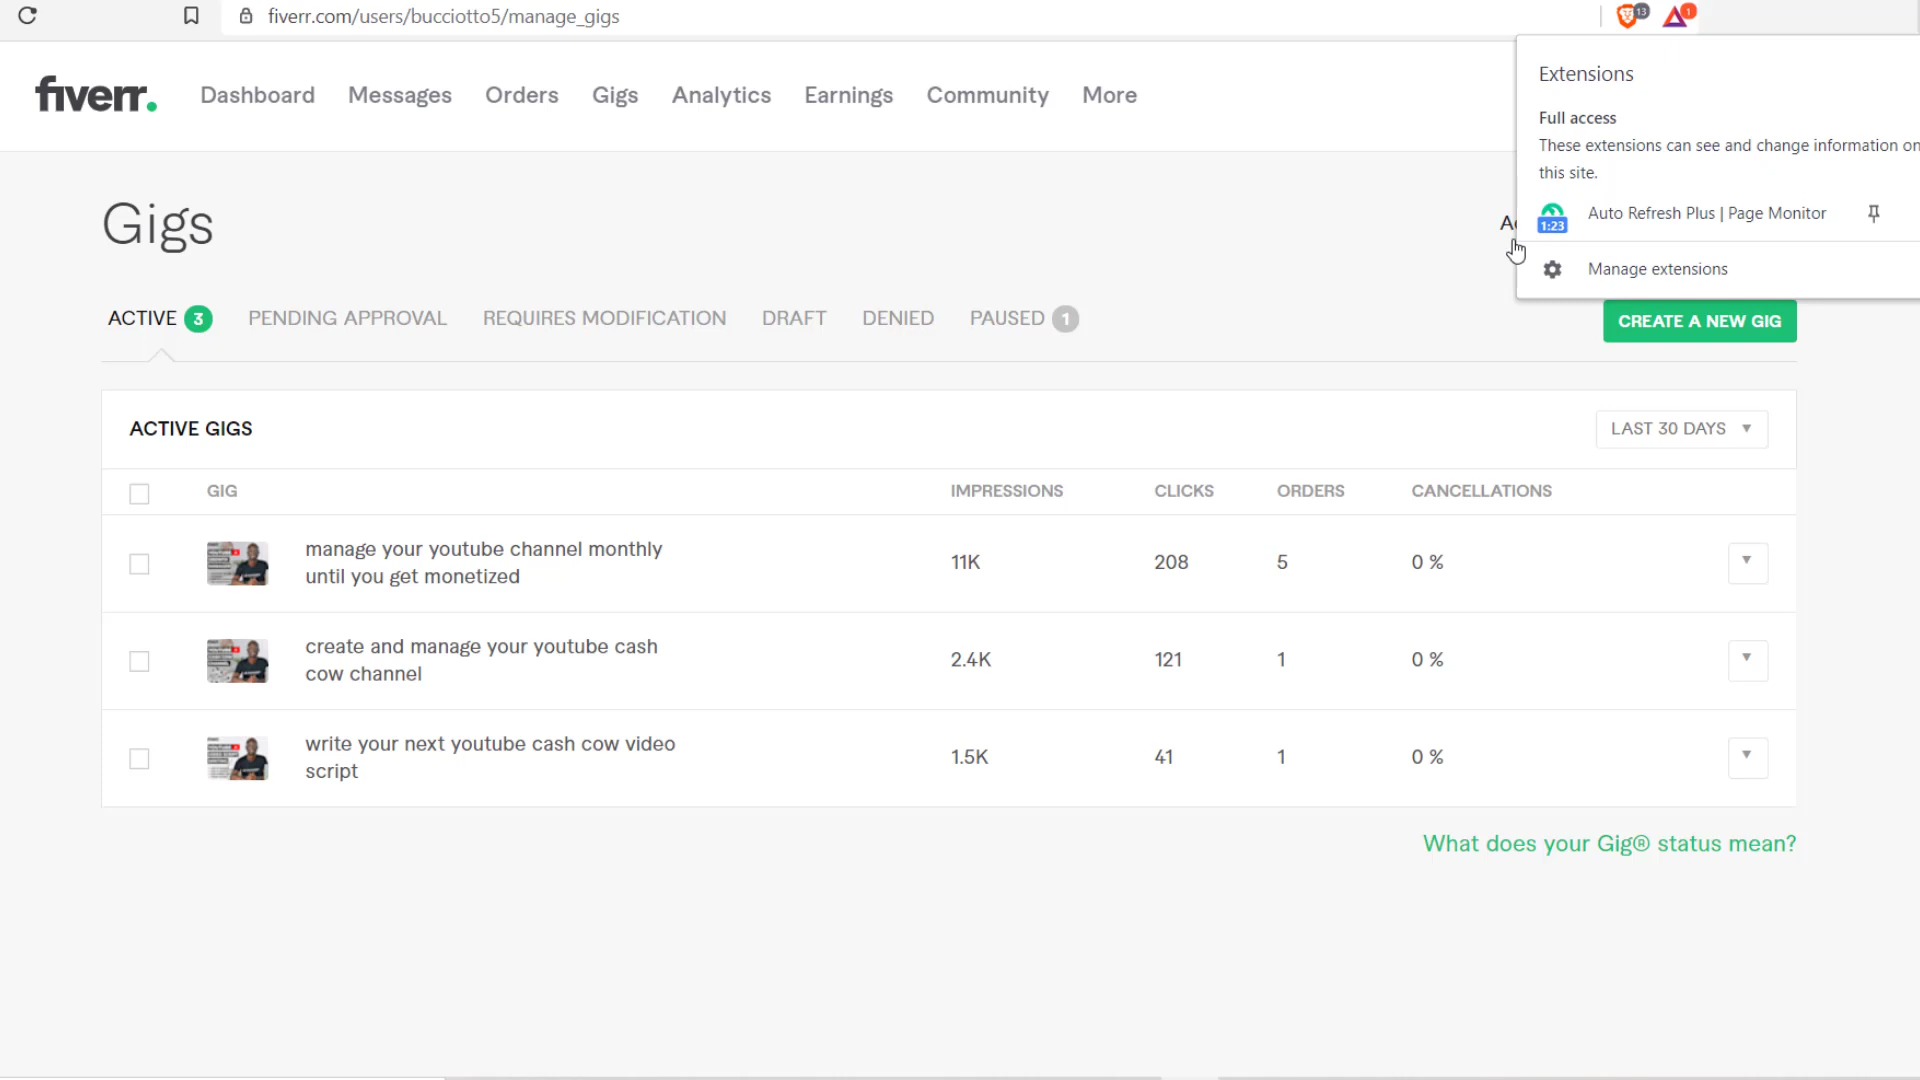 fiverr.com/users/bucciotto5/manage_gigs
13
1
fiverr.
Dashboard
Messages
Orders
Gigs
Analytics
Earnings
Community
More
Extensions
Full access
These extensions can see and change information on
this site.
1:23
Auto Refresh Plus | Page Monitor
Manage extensions
Gigs
ACTIVE 3
PENDING APPROVAL
REQUIRES MODIFICATION
DRAFT
DENIED
PAUSED 1
CREATE A NEW GIG
ACTIVE GIGS
LAST 30 DAYS
GIG
IMPRESSIONS
CLICKS
ORDERS
CANCELLATIONS
manage your youtube channel monthly
until you get monetized
11K
208
5
0 %
create and manage your youtube cash
cow channel
2.4K
121
1
0 %
write your next youtube cash cow video
script
1.5K
41
1
0 %
What does your Gig® status mean?